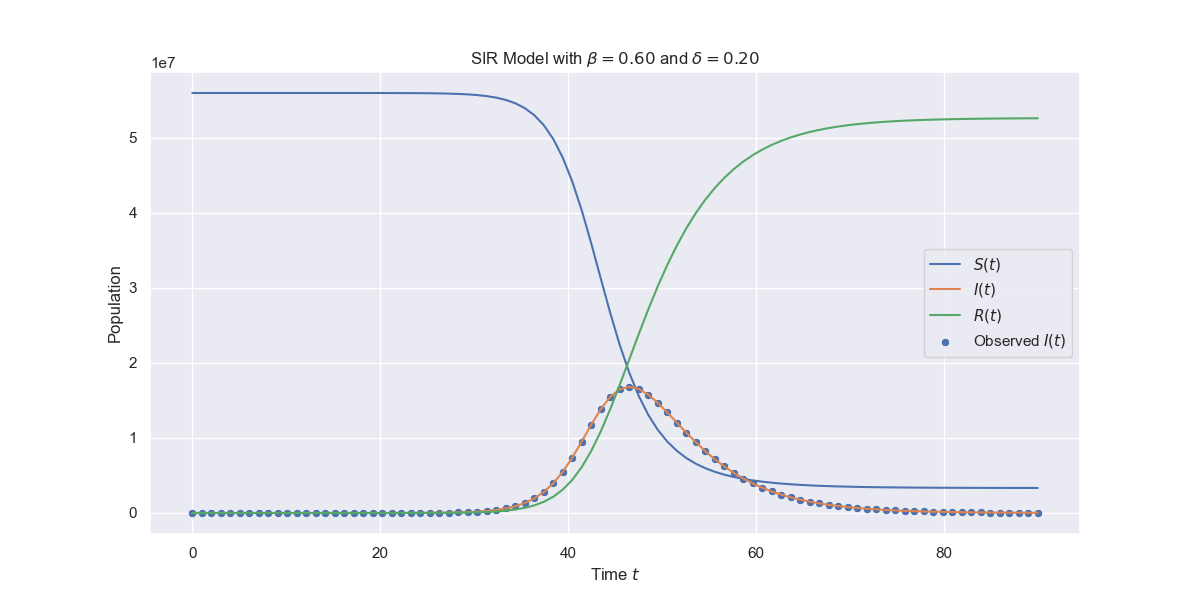 SIR Model with β = 0.60 and δ = 0.20
1e7
5
4
3
2
1
0
Population
0 20 40 60 80
Time t
S(t)
I(t)
R(t)
Observed I(t)